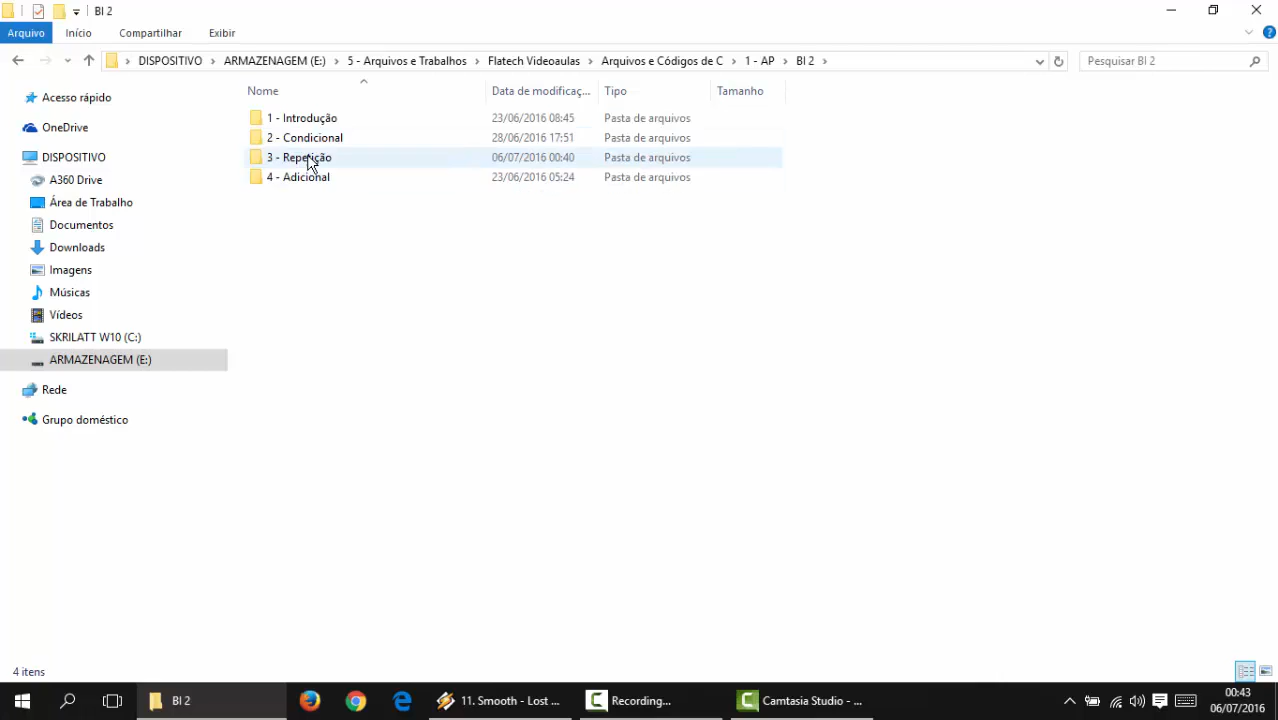 BI 2
Arquivo Início Compartilhar Exibir
DISPOSITIVO ARMAZENAGEM (E:) 5 - Arquivos e Trabalhos Flatech Videoaulas Arquivos e Códigos de C 1 - AP BI 2 Pesquisar BI 2
Nome Data de modificaç... Tipo Tamanho
Acesso rápido
OneDrive
DISPOSITIVO
A360 Drive
Área de Trabalho
Documentos
Downloads
Imagens
Músicas
Vídeos
SKRILATT W10 (C:)
ARMAZENAGEM (E:)
Rede
Grupo doméstico
1 - Introdução 23/06/2016 08:45 Pasta de arquivos
2 - Condicional 28/06/2016 17:51 Pasta de arquivos
3 - Repetição 06/07/2016 00:40 Pasta de arquivos
4 - Adicional 23/06/2016 05:24 Pasta de arquivos
4 itens
BI 2 11. Smooth - Lost ... Recording... Camtasia Studio - ... 00:43
06/07/2016